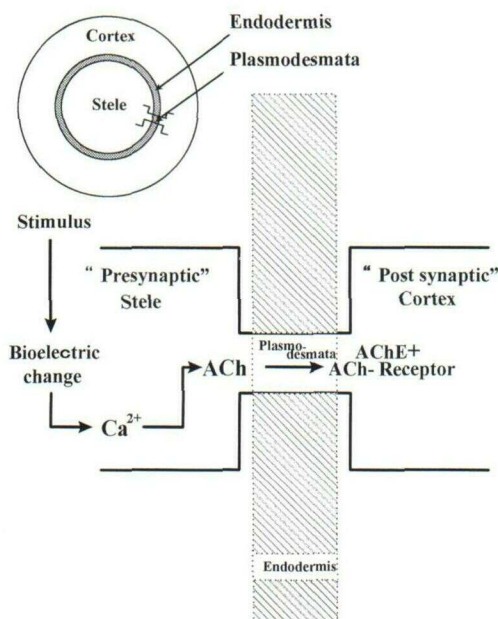 Endodermis
Cortex
Plasmodesmata
Stele
Stimulus
“ Presynaptic”
Stele
“ Post synaptic”
Cortex
Bioelectric
change
Plasmo-
desmata
ACh
AChE+
ACh- Receptor
Ca2+
Endodermis